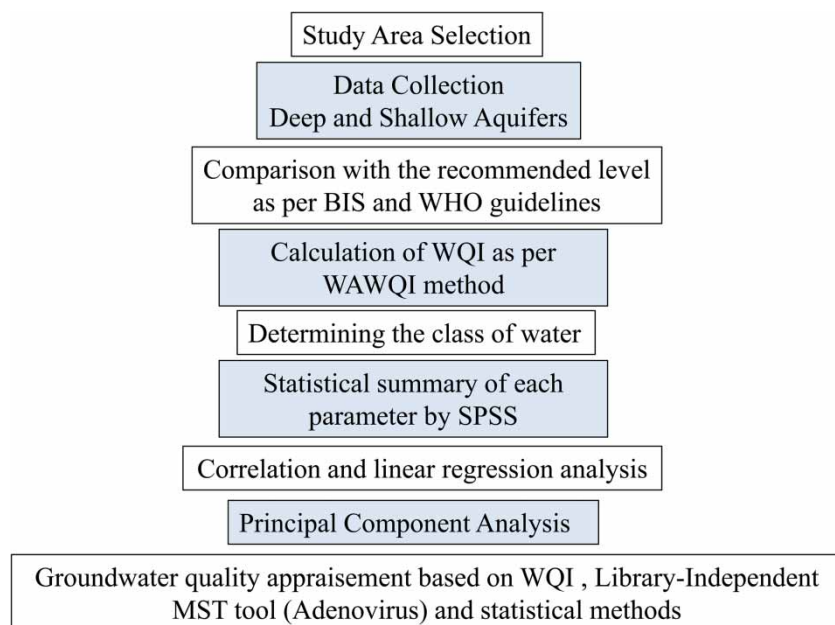 Study Area Selection
Data Collection
Deep and Shallow Aquifers
Comparison with the recommended level
as per BIS and WHO guidelines
Calculation of WQI as per
WAWQI method
Determining the class of water
Statistical summary of each
parameter by SPSS
Correlation and linear regression analysis
Principal Component Analysis
Groundwater quality appraisement based on WQI , Library-Independent
MST tool (Adenovirus) and statistical methods